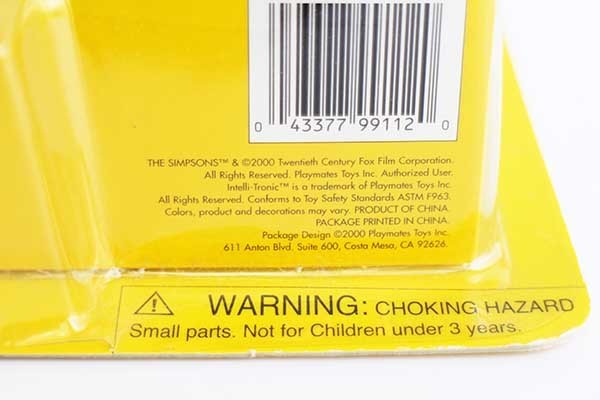 0 43377 99112 0
THE SIMPSONS™ & ©2000 Twentieth Century Fox Film Corporation.
All Rights Reserved. Playmates Toys Inc. Authorized User.
Intelli-Tronic™ is a trademark of Playmates Toys Inc.
All Rights Reserved. Conforms to Toy Safety Standards ASTM F963.
Colors, product and decorations may vary. PRODUCT OF CHINA.
PACKAGE PRINTED IN CHINA.
Package Design ©2000 Playmates Toys Inc.
611 Anton Blvd. Suite 600, Costa Mesa, CA 92626.
WARNING: CHOKING HAZARD
Small parts. Not for Children under 3 years.